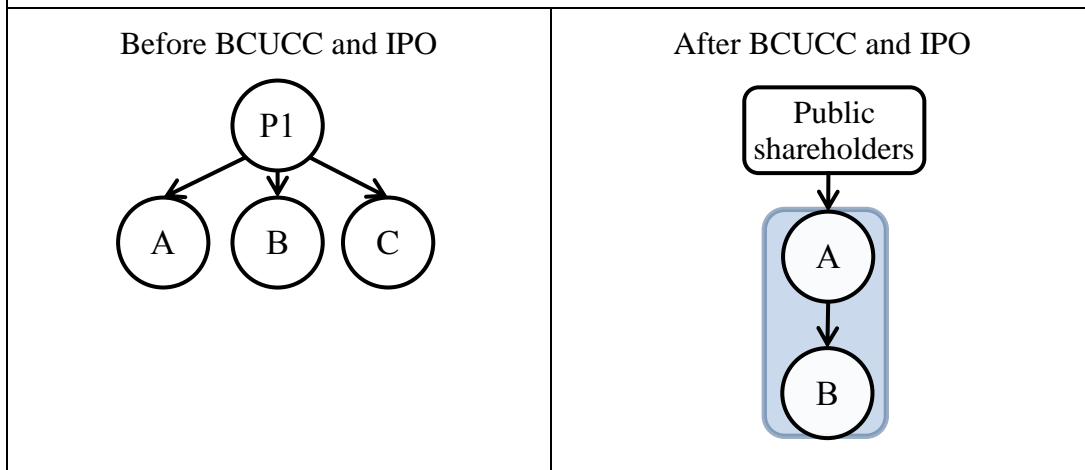 Before BCUCC and IPO
P1
A
B
C
After BCUCC and IPO
Public
shareholders
A
B